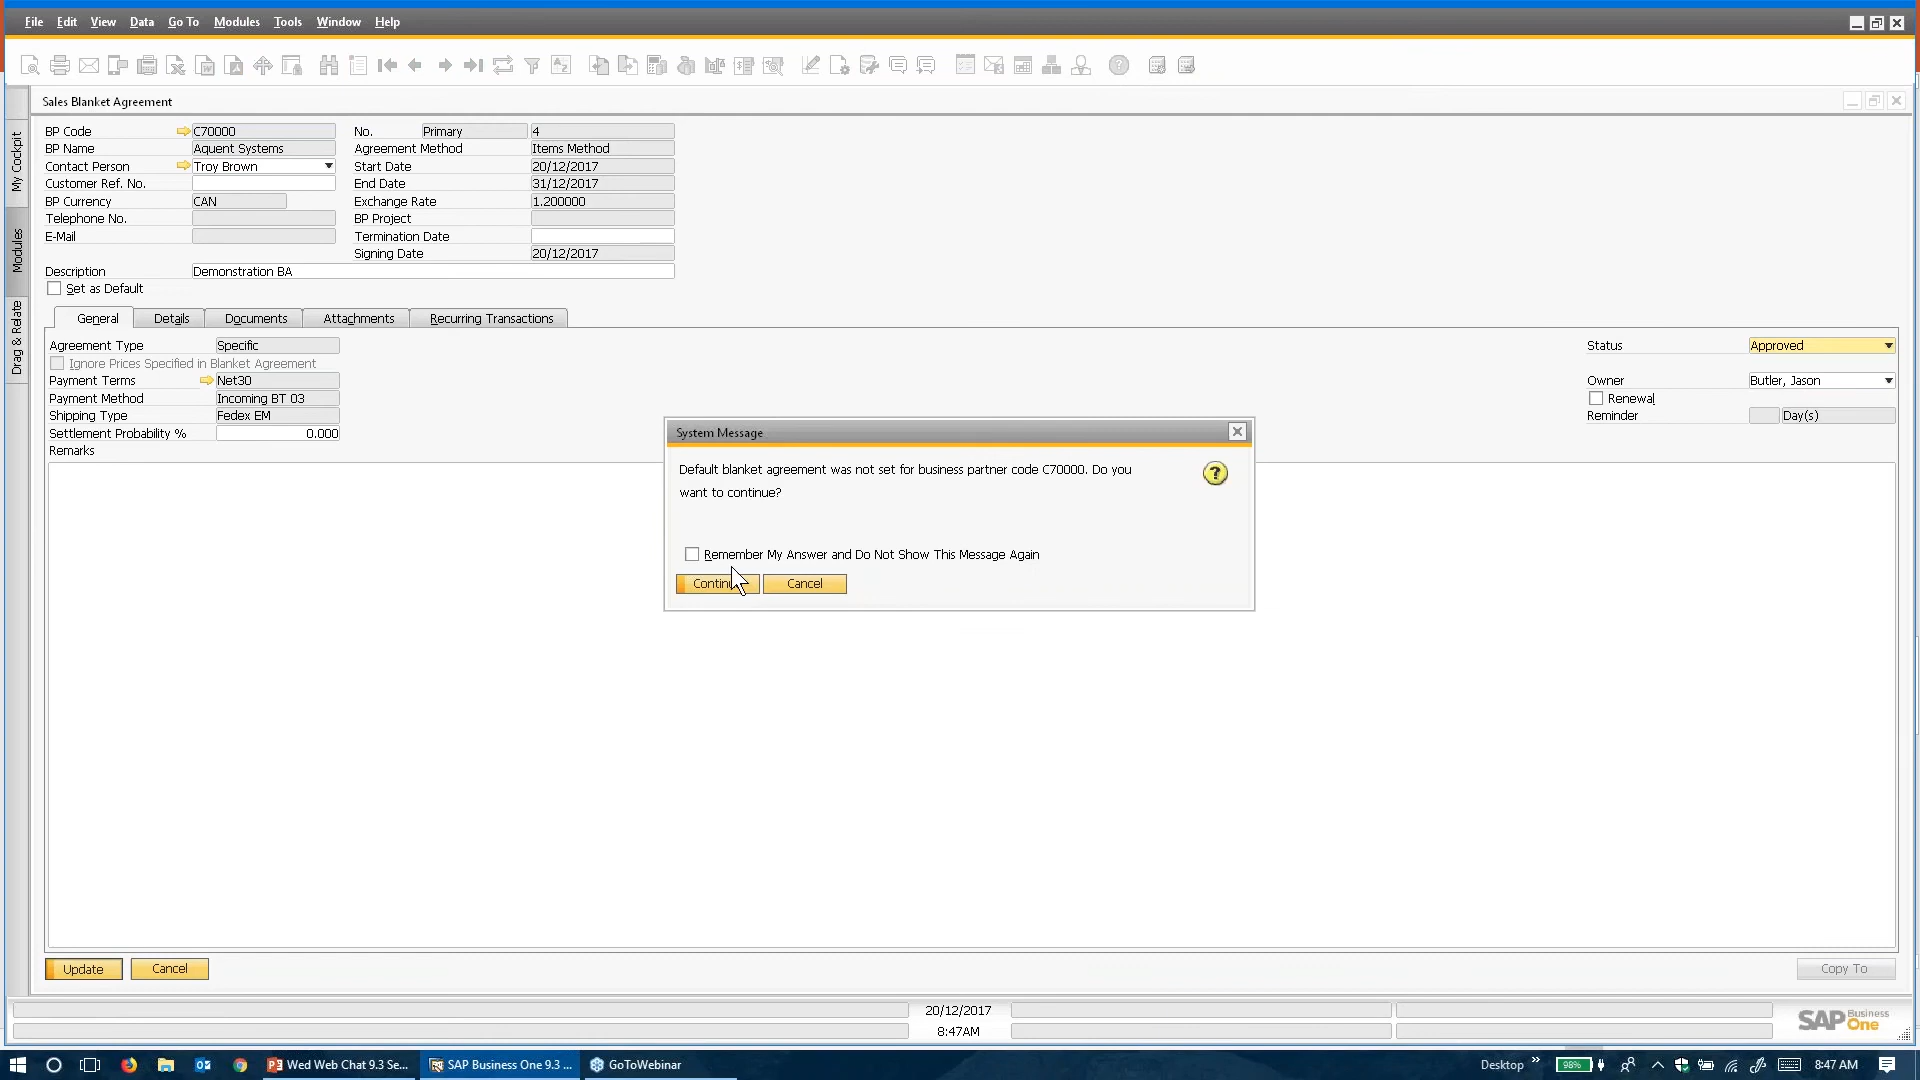 File Edit View Data Go To Modules Tools Window Help
Sales Blanket Agreement
My Cockpit
Modules
Drag & Relate
BP Code C70000 No. Primary 4
BP Name Aquent Systems Agreement Method Items Method
Contact Person Troy Brown Start Date 20/12/2017
Customer Ref. No. End Date 31/12/2017
BP Currency CAN Exchange Rate 1.200000
Telephone No. BP Project
E-Mail Termination Date
Signing Date 20/12/2017
Description Demonstration BA
Set as Default
General Details Documents Attachments Recurring Transactions
Agreement Type Specific Status Approved
Ignore Prices Specified in Blanket Agreement
Payment Terms Net30 Owner Butler, Jason
Payment Method Incoming BT 03 Renewal
Shipping Type Fedex EM Reminder Day(s)
Settlement Probability % 0.000
Remarks
System Message
Default blanket agreement was not set for business partner code C70000. Do you
want to continue?
Remember My Answer and Do Not Show This Message Again
Cancel
Update Cancel Copy To
20/12/2017
8:47AM
SAP Business One
Wed Web Chat 9.3 Se... SAP Business One 9.3 ... GoToWebinar Desktop 98% 8:47 AM